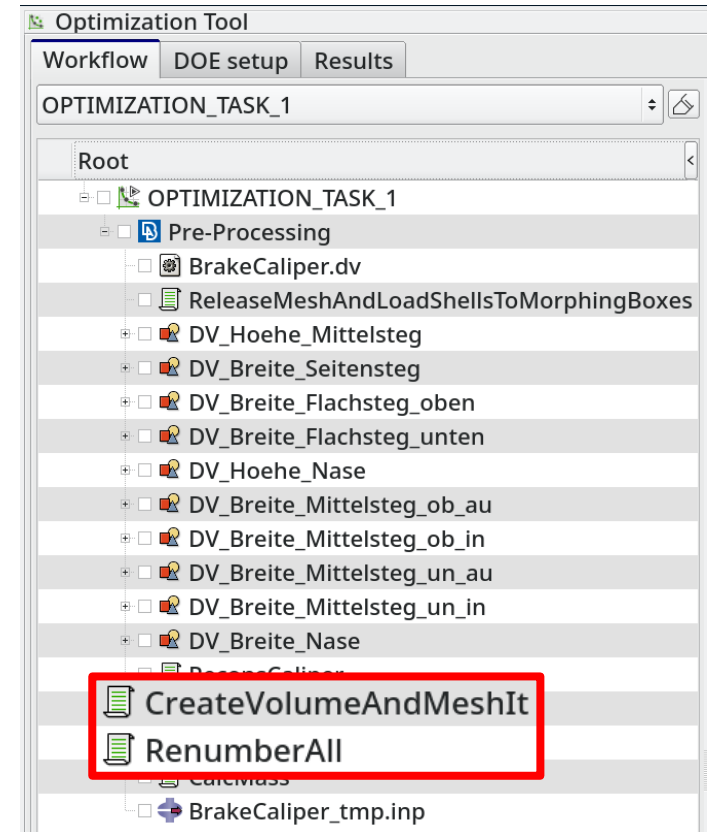 Optimization Tool
Workflow DOE setup Results
OPTIMIZATION_TASK_1
Root
OPTIMIZATION_TASK_1
Pre-Processing
BrakeCaliper.dv
ReleaseMeshAndLoadShellsToMorphingBoxes
DV_Hoehe_Mittelsteg
DV_Breite_Seitensteg
DV_Breite_Flachsteg_oben
DV_Breite_Flachsteg_unten
DV_Hoehe_Nase
DV_Breite_Mittelsteg_ob_au
DV_Breite_Mittelsteg_ob_in
DV_Breite_Mittelsteg_un_au
DV_Breite_Mittelsteg_un_in
DV_Breite_Nase
ReconsCaliper
CreateVolumeAndMeshIt
RenumberAll
CalcMass
BrakeCaliper_tmp.inp